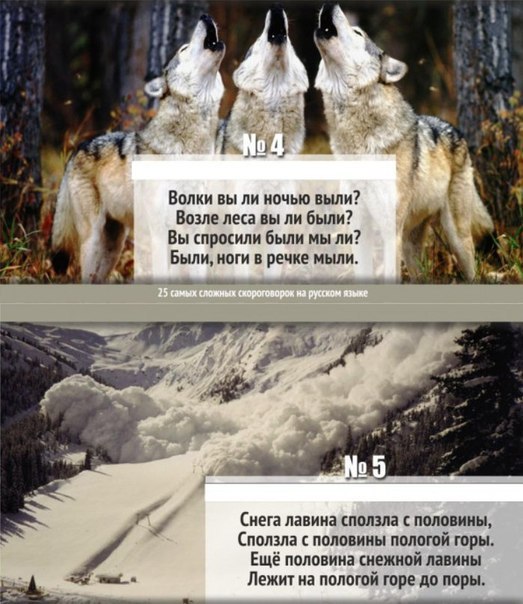 № 4
Волки вы ли ночью выли?
Возле леса вы ли были?
Вы спросили были мы ли?
Были, ноги в речке мыли.
25 самых сложных скороговорок на русском языке
№ 5
Снега лавина сползла с половины,
Сползла с половины пологой горы.
Ещё половина снежной лавины
Лежит на пологой горе до поры.